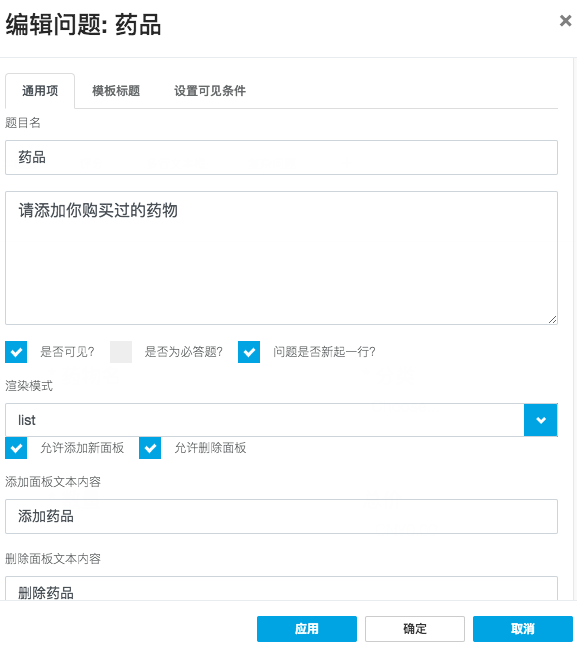 编辑问题: 药品
通用项 模板标题 设置可见条件
题目名
药品
请添加你购买过的药物
是否可见? 是否为必答题? 问题是否新起一行?
渲染模式
list
允许添加新面板 允许删除面板
添加面板文本内容
添加药品
删除面板文本内容
删除药品
应用 确定 取消